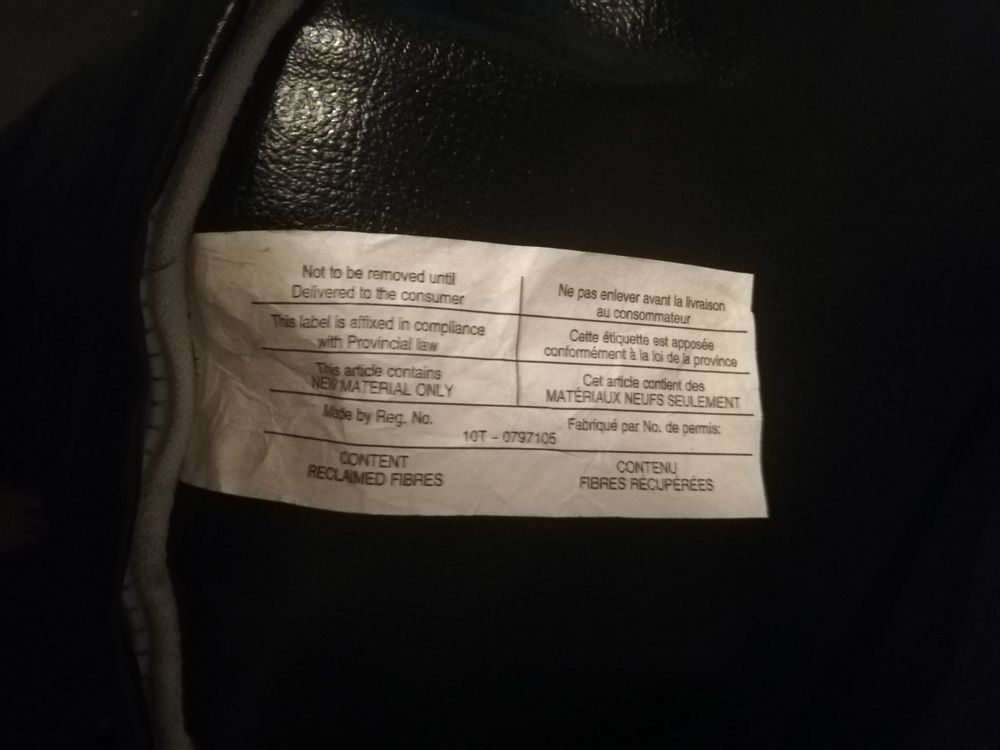 Not to be removed until
Delivered to the consumer
Ne pas enlever avant la livraison
au consommateur
This label is affixed in compliance
with Provincial law
Cette étiquette est apposée
conformément à la loi de la province
This article contains
NEW MATERIAL ONLY
Cet article contient des
MATÉRIAUX NEUFS SEULEMENT
Made by Reg. No.
Fabriqué par No. de permis:
10T - 0797105
CONTENT
RECLAIMED FIBRES
CONTENU
FIBRES RÉCUPÉRÉES